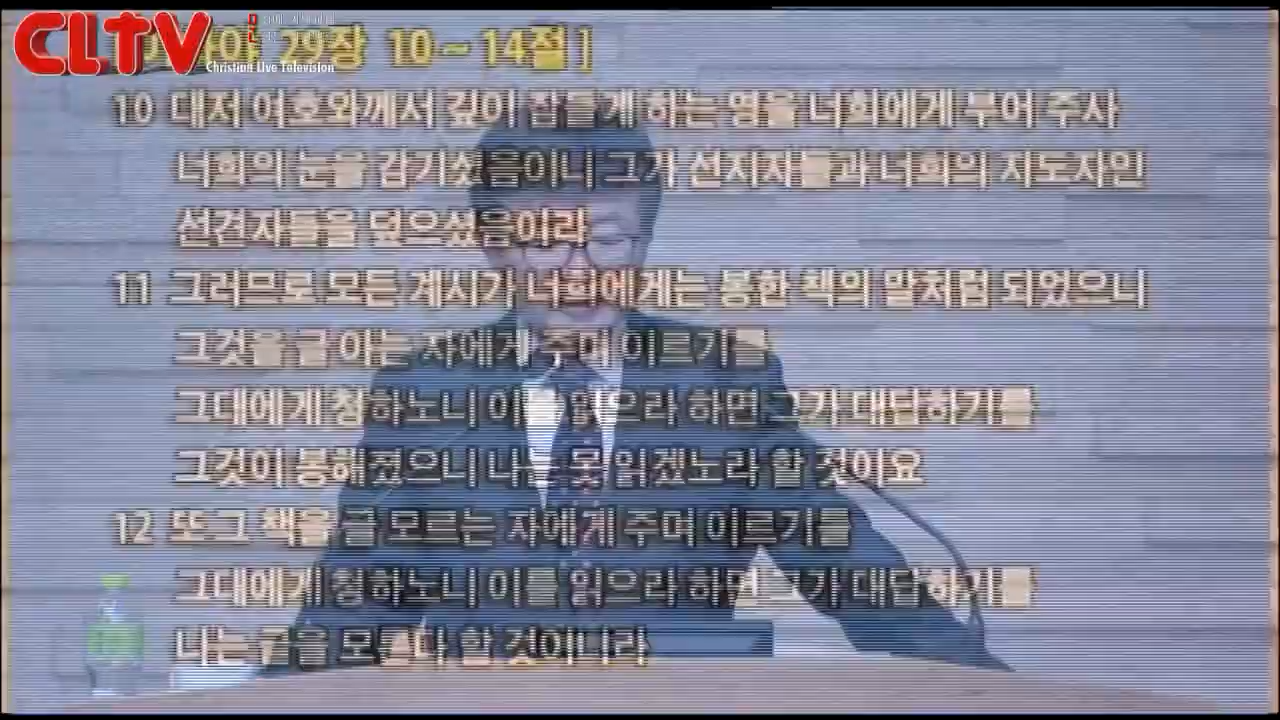 CLTV
Christian Live Television
29장 10 – 14절 ]
10 대저 여호와께서 깊이 잠들게 하는 영을 너희에게 부어 주사
너희의 눈을 감기셨음이니 그가 선지자들과 너희의 지도자인
선견자들을 덮으셨음이라
11 그러므로 모든 계시가 너희에게는 봉한 책의 말처럼 되었으니
그것을 글 아는 자에게 주며 이르기를
그대에게 청하노니 이를 읽으라 하면 그가 대답하기를
그것이 봉해졌으니 나는 못 읽겠노라 할 것이요
12 또 그 책을 글 모르는 자에게 주며 이르기를
그대에게 청하노니 이를 읽으라 하면 그가 대답하기를
나는 글을 모른다 할 것이니라